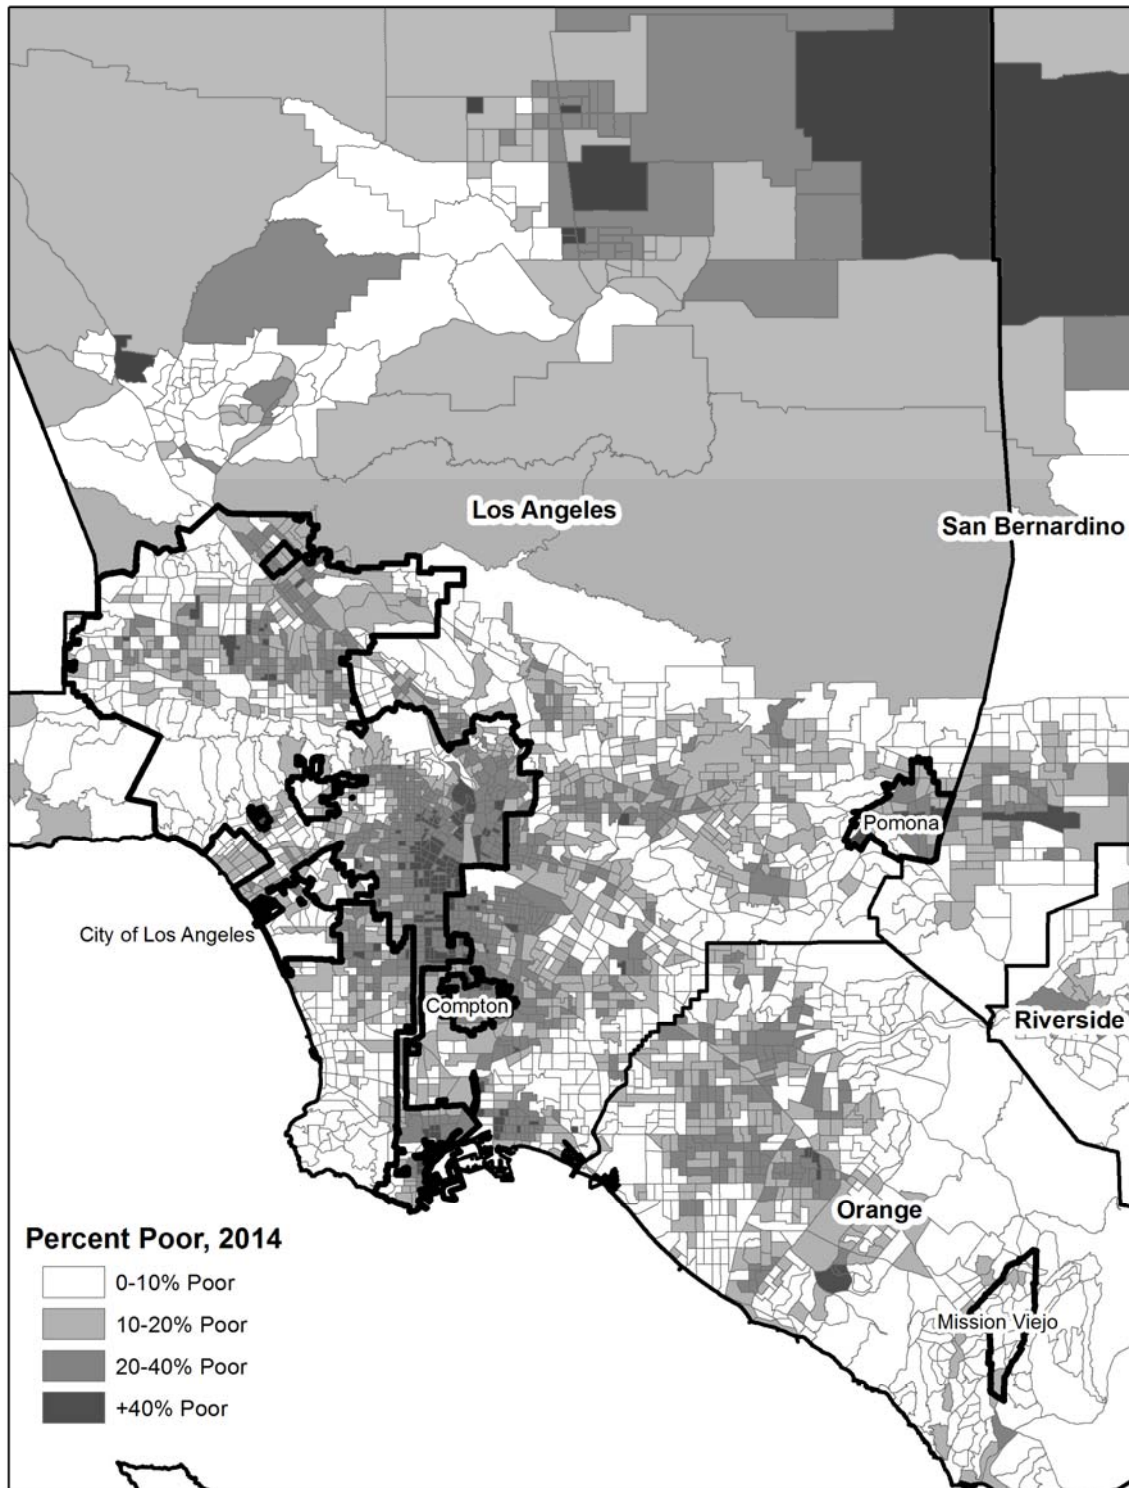 Los Angeles
San Bernardino
Pomona
City of Los Angeles
Compton
Riverside
Orange
Mission Viejo
Percent Poor, 2014
0-10% Poor
10-20% Poor
20-40% Poor
+40% Poor